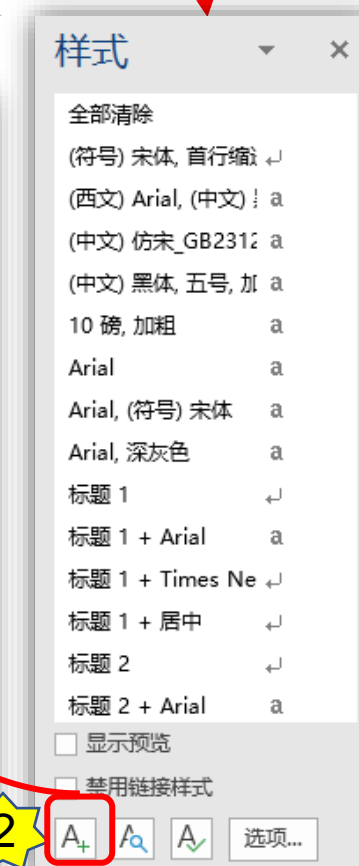 样式
全部清除
(符号) 宋体, 首行缩
(西文) Arial, (中文)
a
(中文) 仿宋_GB2312
a
(中文) 黑体, 五号, 加
a
10 磅, 加粗
a
Arial
a
Arial, (符号) 宋体
a
Arial, 深灰色
a
标题 1
标题 1 + Arial
a
标题 1 + Times Ne
标题 1 + 居中
标题 2
标题 2 + Arial
a
显示预览
禁用链接样式
2
选项...